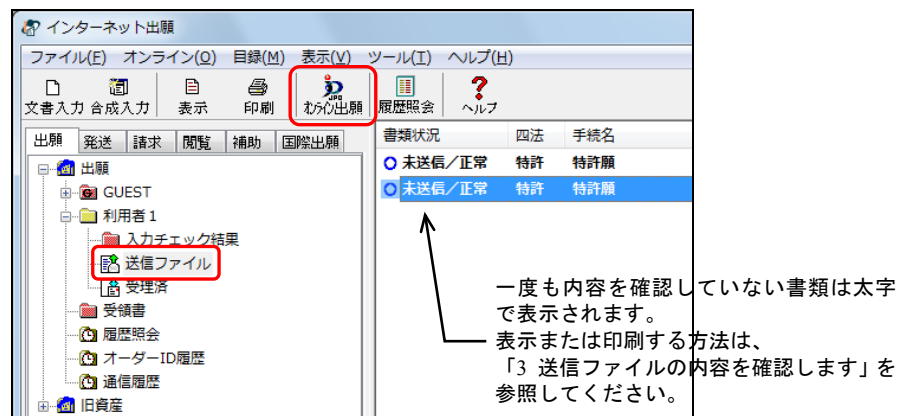 インターネット出願
ファイル(F) オンライン(O) 目録(M) 表示(V) ツール(T) ヘルプ(H)
文書入力 合成入力 表示 印刷 オンライン出願 履歴照会 ヘルプ
出願 発送 請求 閲覧 補助 国際出願
書類状況 四法 手続名
出願
未送信／正常 特許 特許願
GUEST
未送信／正常 特許 特許願
利用者1
入力チェック結果
送信ファイル
受理済
受領書
履歴照会
オーダーID履歴
通信履歴
旧資産
一度も内容を確認していない書類は太字
で表示されます。
表示または印刷する方法は、
「3 送信ファイルの内容を確認します」を
参照してください。